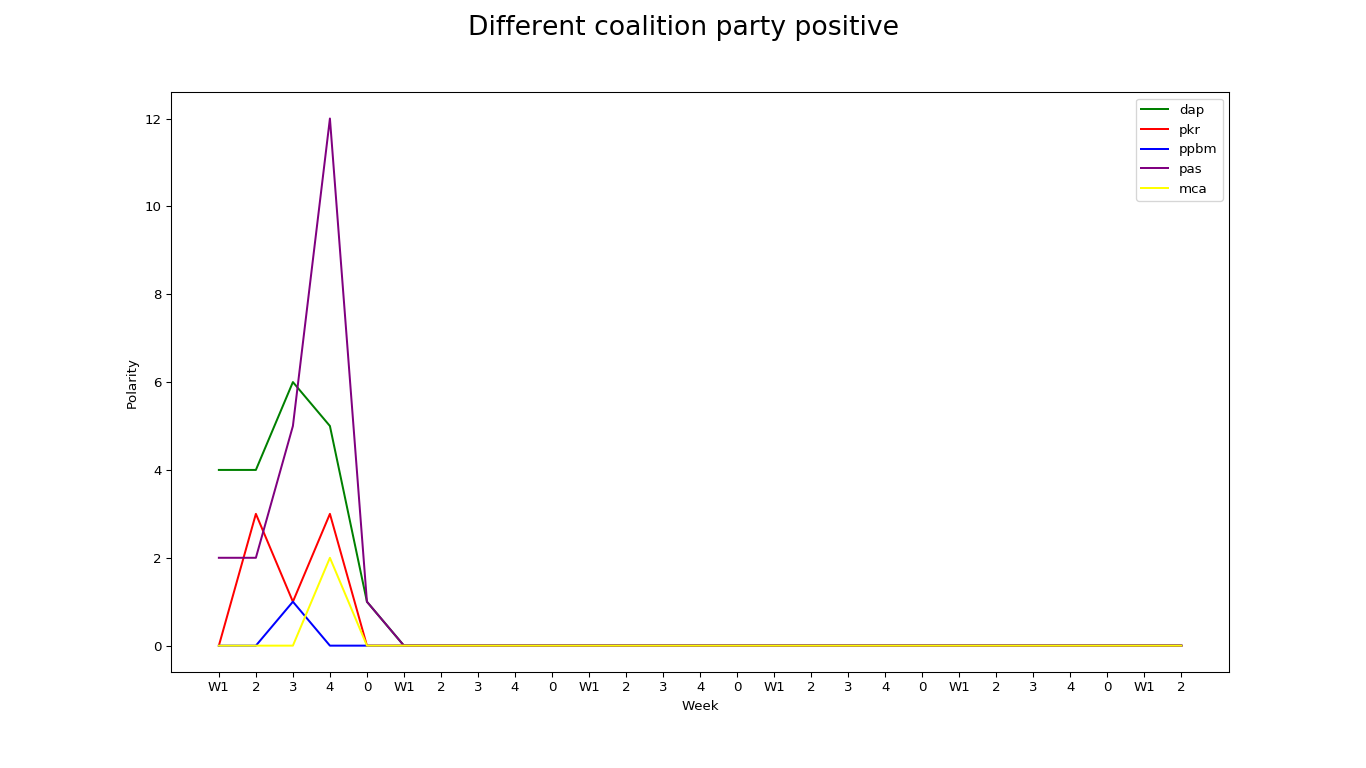 Different coalition party positive
dap
pkr
ppbm
pas
mca
12
10
8
6
4
2
0
Polarity
W1 2 3 4 0 W1 2 3 4 0 W1 2 3 4 0 W1 2 3 4 0 W1 2 3 4 0 W1 2
Week